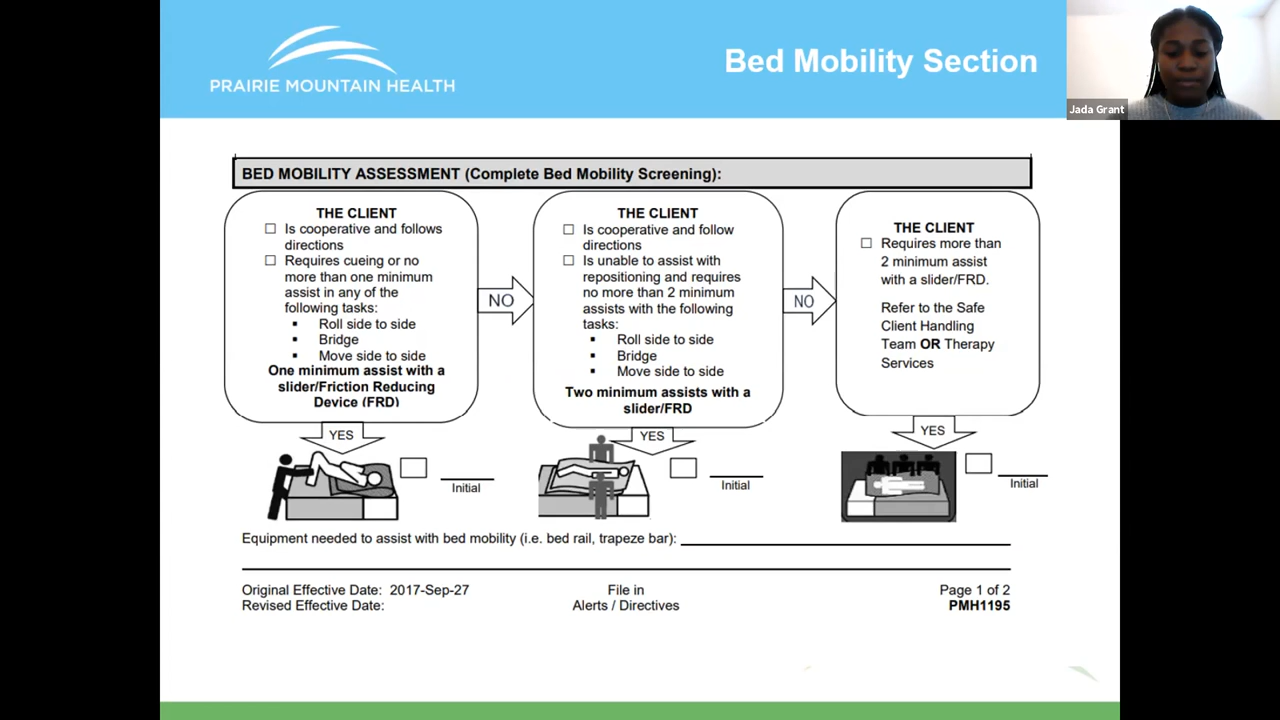 PRAIRIE MOUNTAIN HEALTH
Bed Mobility Section
Jada Grant
BED MOBILITY ASSESSMENT (Complete Bed Mobility Screening):
THE CLIENT
☐ Is cooperative and follows
directions
☐ Requires cueing or no
more than one minimum
assist in any of the
following tasks:
▪ Roll side to side
▪ Bridge
▪ Move side to side
One minimum assist with a
slider/Friction Reducing
Device (FRD)
NO
THE CLIENT
☐ Is cooperative and follow
directions
☐ Is unable to assist with
repositioning and requires
no more than 2 minimum
assists with the following
tasks:
▪ Roll side to side
▪ Bridge
▪ Move side to side
Two minimum assists with a
slider/FRD
NO
THE CLIENT
☐ Requires more than
2 minimum assist
with a slider/FRD.
Refer to the Safe
Client Handling
Team OR Therapy
Services
YES
Initial
YES
Initial
YES
Initial
Equipment needed to assist with bed mobility (i.e. bed rail, trapeze bar):
Original Effective Date: 2017-Sep-27
Revised Effective Date:
File in
Alerts / Directives
Page 1 of 2
PMH1195